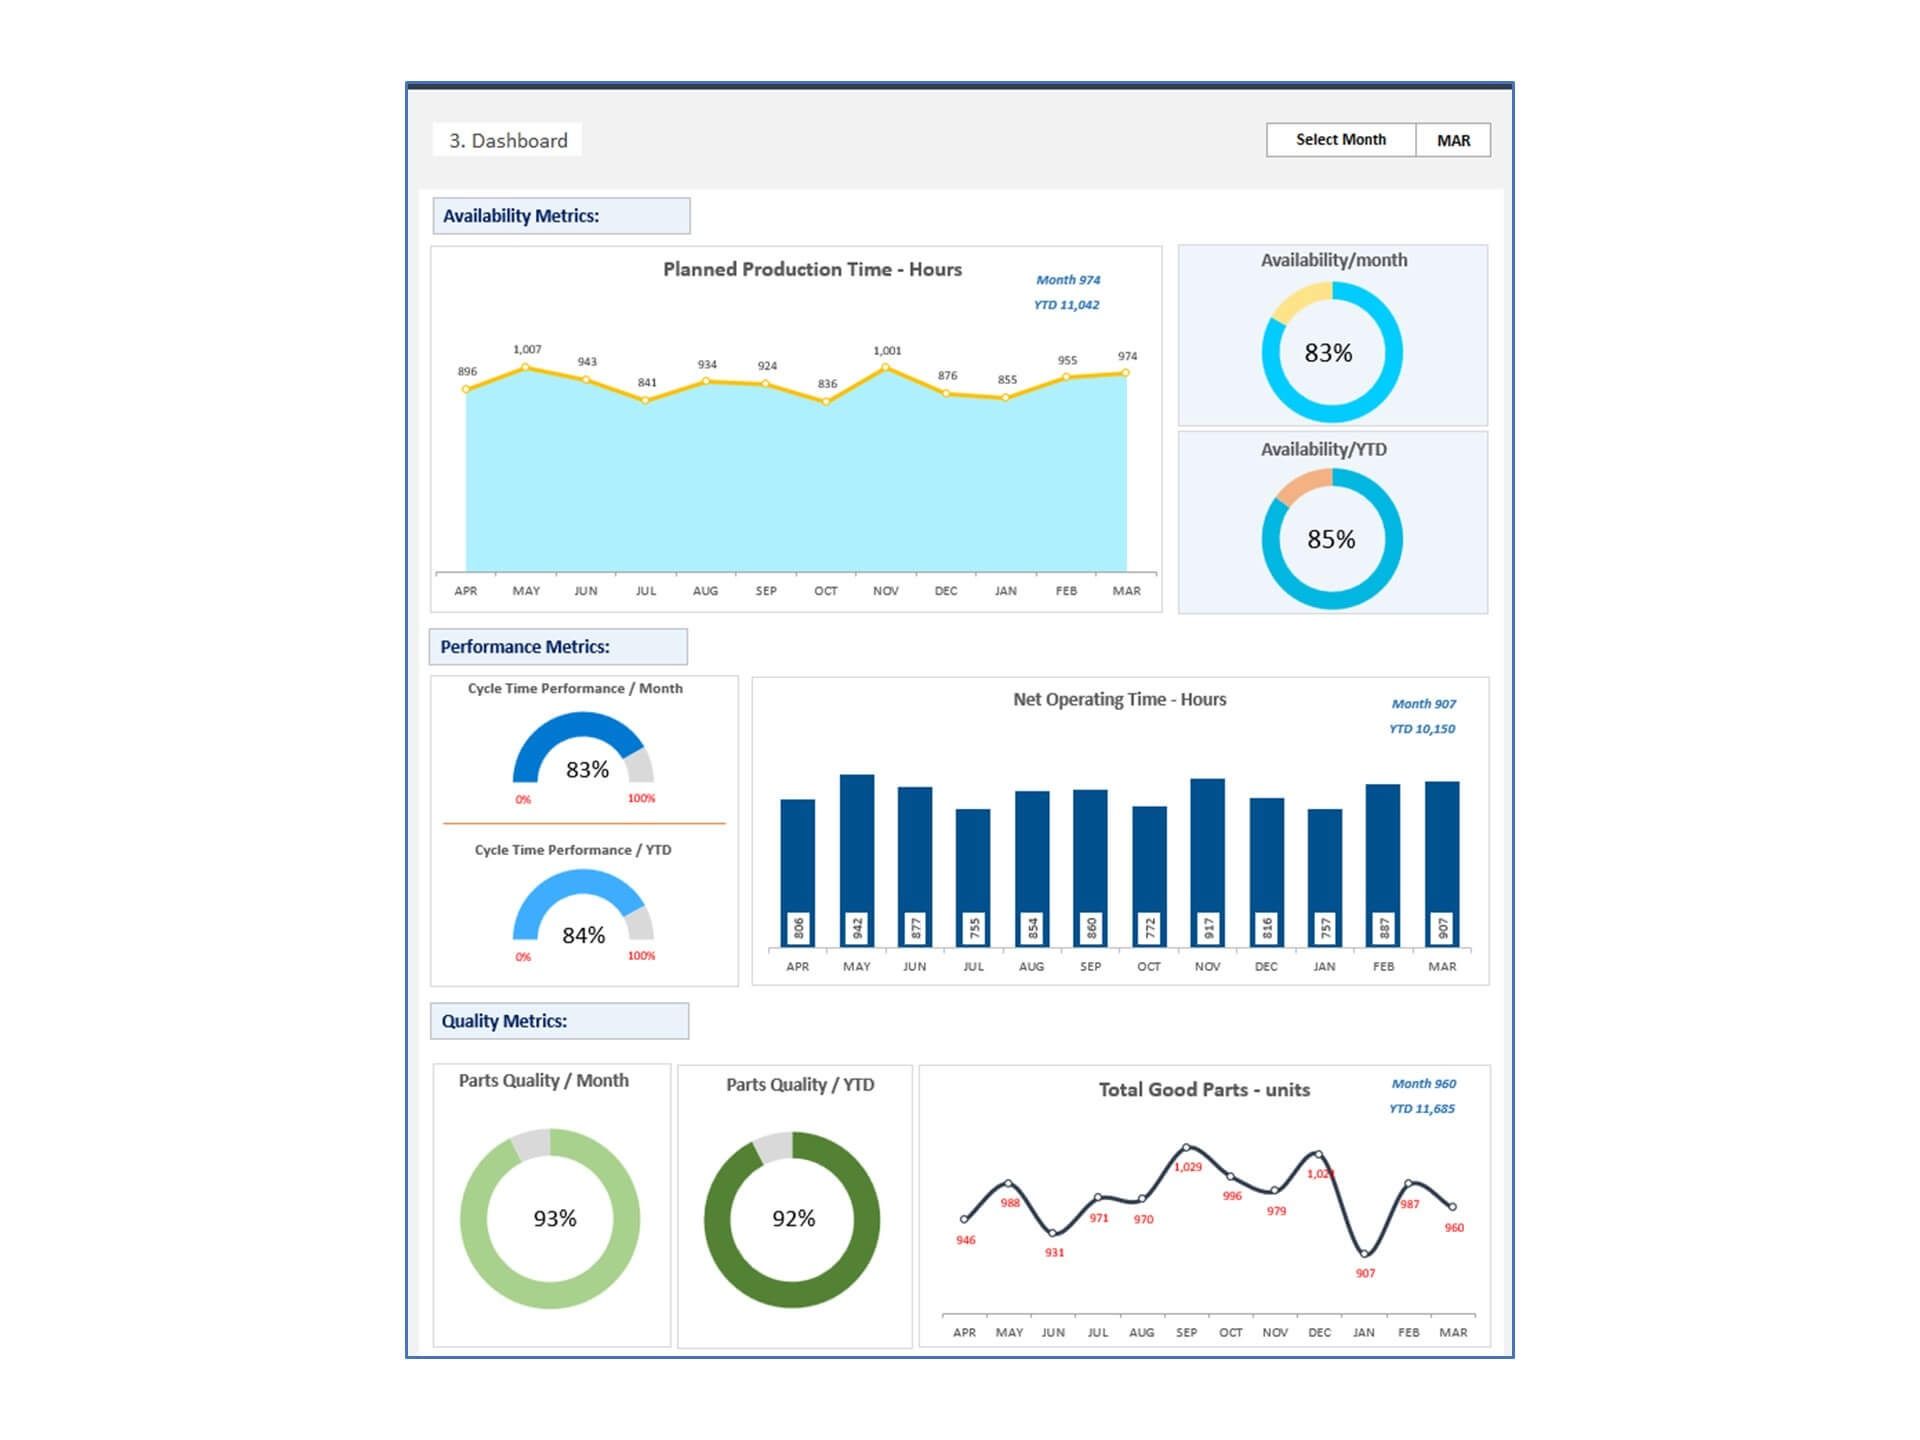 3. Dashboard
Select Month MAR
Availability Metrics:
Planned Production Time - Hours
Month 974
YTD 11,042
896 1,007 943 841 934 924 836 1,001 876 855 955 974
APR MAY JUN JUL AUG SEP OCT NOV DEC JAN FEB MAR
Availability/month
83%
Availability/YTD
85%
Performance Metrics:
Cycle Time Performance / Month
83%
0% 100%
Cycle Time Performance / YTD
84%
0% 100%
Net Operating Time - Hours
Month 907
YTD 10,150
806 942 877 755 854 860 772 917 816 757 887 907
APR MAY JUN JUL AUG SEP OCT NOV DEC JAN FEB MAR
Quality Metrics:
Parts Quality / Month
93%
Parts Quality / YTD
92%
Total Good Parts - units
Month 960
YTD 11,685
946 988 931 971 970 1,029 996 979 907 987 960
APR MAY JUN JUL AUG SEP OCT NOV DEC JAN FEB MAR